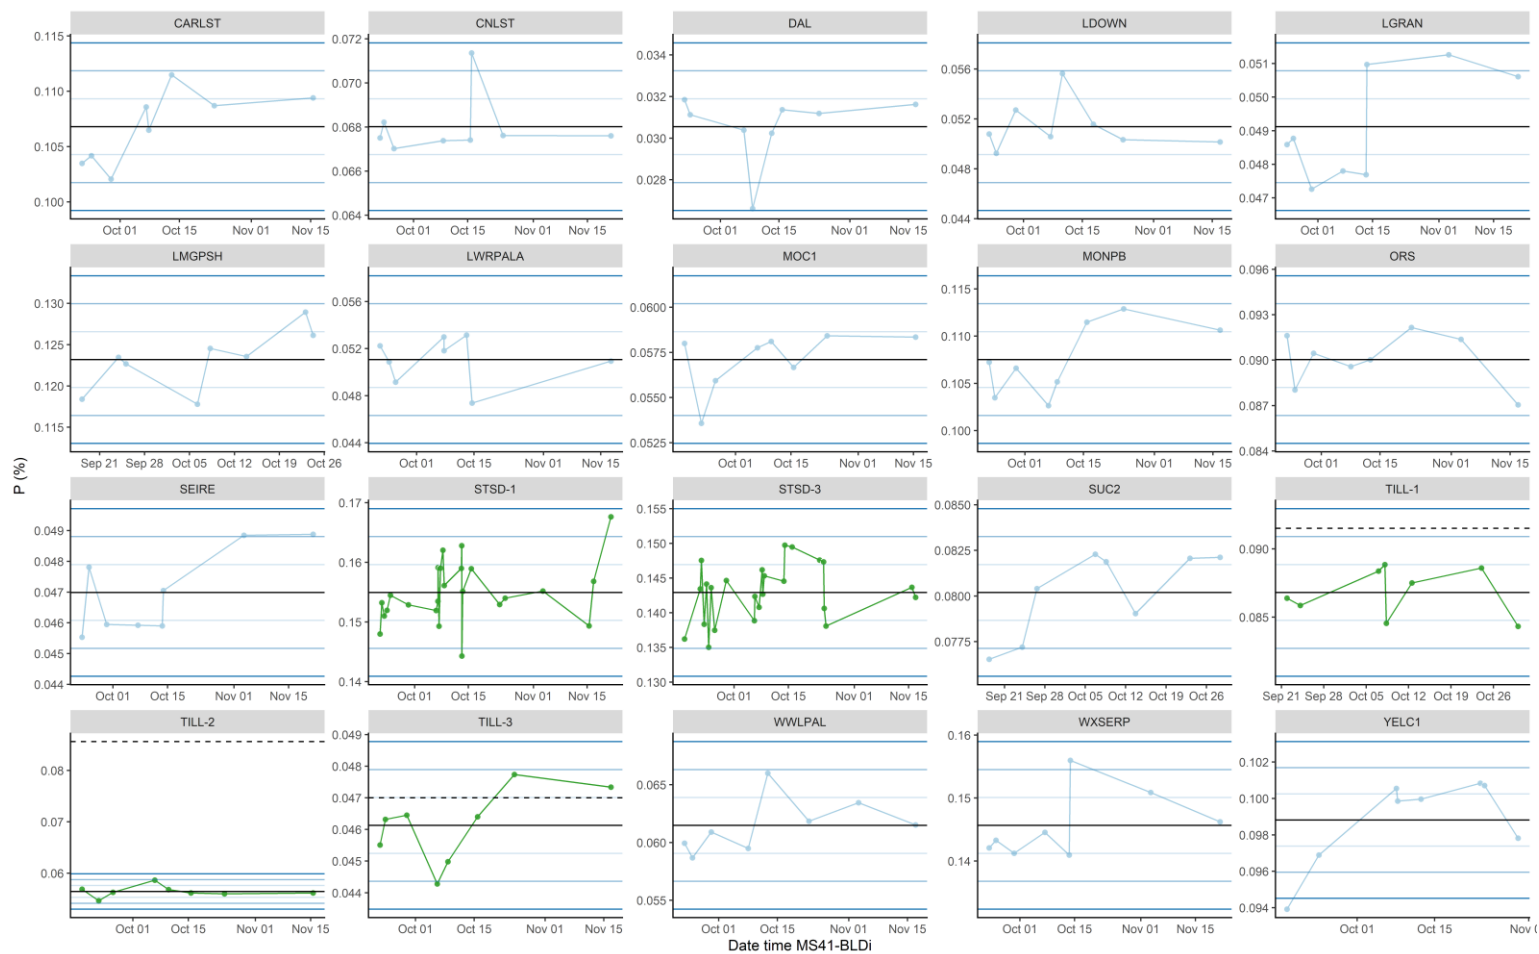 CARLST CNLST DAL LDOWN LGRAN
0.115 0.110 0.105 0.100
0.072 0.070 0.068 0.066 0.064
0.034 0.032 0.030 0.028
0.056 0.052 0.048 0.044
0.051 0.050 0.049 0.048 0.047
Oct 01 Oct 15 Nov 01 Nov 15 Oct 01 Oct 15 Nov 01 Nov 15 Oct 01 Oct 15 Nov 01 Nov 15 Oct 01 Oct 15 Nov 01 Nov 15 Oct 01 Oct 15 Nov 01 Nov 15
LMGPSH LWRPALA MOC1 MONPB ORS
0.130 0.125 0.120 0.115
0.056 0.052 0.048 0.044
0.0600 0.0575 0.0550 0.0525
0.115 0.110 0.105 0.100
0.096 0.093 0.090 0.087 0.084
Sep 21 Sep 28 Oct 05 Oct 12 Oct 19 Oct 26 Oct 01 Oct 15 Nov 01 Nov 15 Oct 01 Oct 15 Nov 01 Nov 15 Oct 01 Oct 15 Nov 01 Nov 15 Oct 01 Oct 15 Nov 01 Nov 15
P (%)
SEIRE STSD-1 STSD-3 SUC2 TILL-1
0.049 0.048 0.047 0.046 0.045 0.044
0.17 0.16 0.15 0.14
0.155 0.150 0.145 0.140 0.135 0.130
0.0850 0.0825 0.0800 0.0775
0.090 0.085
Oct 01 Oct 15 Nov 01 Nov 15 Oct 01 Oct 15 Nov 01 Nov 15 Oct 01 Oct 15 Nov 01 Nov 15 Sep 21 Sep 28 Oct 05 Oct 12 Oct 19 Oct 26 Sep 21 Sep 28 Oct 05 Oct 12 Oct 19 Oct 26
TILL-2 TILL-3 WWLPAL WXSERP YELC1
0.08 0.07 0.06
0.049 0.048 0.047 0.046 0.045 0.044
0.065 0.060 0.055
0.16 0.15 0.14
0.102 0.100 0.098 0.096 0.094
Oct 01 Oct 15 Nov 01 Nov 15 Oct 01 Oct 15 Nov 01 Nov 15 Oct 01 Oct 15 Nov 01 Nov 15 Oct 01 Oct 15 Nov 01 Nov 15 Oct 01 Oct 15 Nov
Date time MS41-BLDi